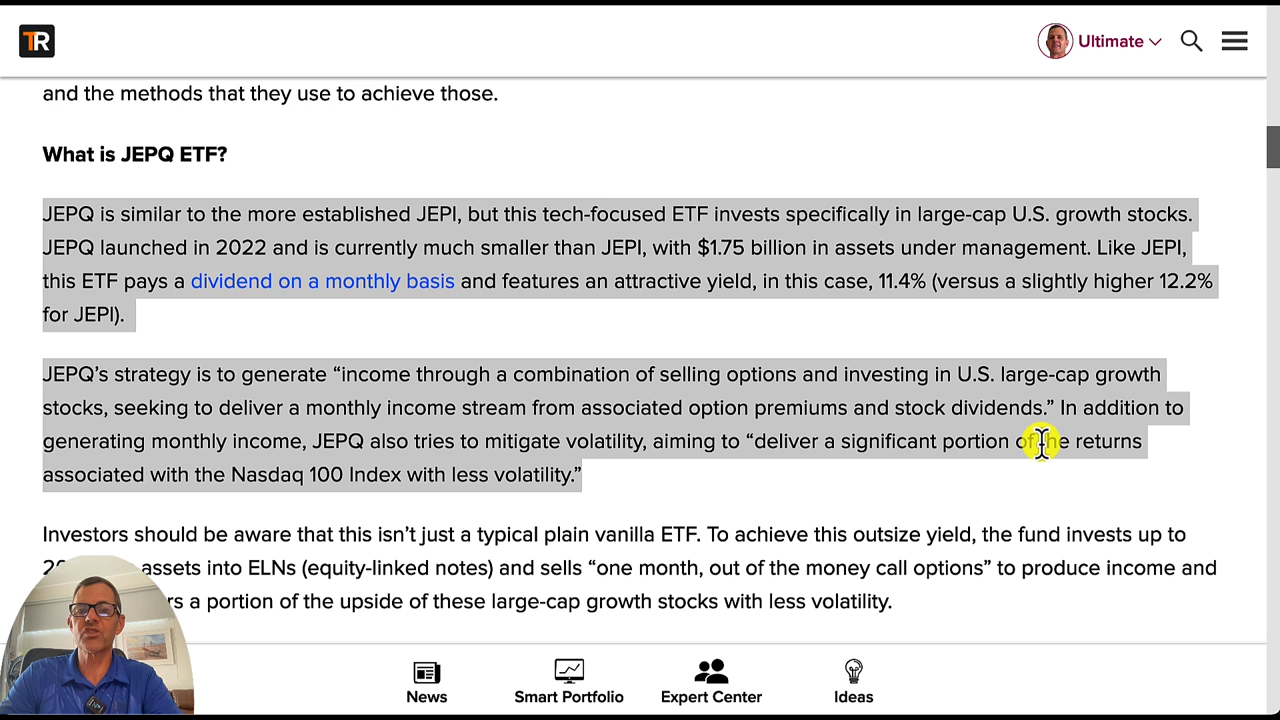 TR
Ultimate
and the methods that they use to achieve those.
What is JEPQ ETF?
JEPQ is similar to the more established JEPI, but this tech-focused ETF invests specifically in large-cap U.S. growth stocks.
JEPQ launched in 2022 and is currently much smaller than JEPI, with $1.75 billion in assets under management. Like JEPI,
this ETF pays a dividend on a monthly basis and features an attractive yield, in this case, 11.4% (versus a slightly higher 12.2%
for JEPI).
JEPQ’s strategy is to generate “income through a combination of selling options and investing in U.S. large-cap growth
stocks, seeking to deliver a monthly income stream from associated option premiums and stock dividends.” In addition to
generating monthly income, JEPQ also tries to mitigate volatility, aiming to “deliver a significant portion of the returns
associated with the Nasdaq 100 Index with less volatility.”
Investors should be aware that this isn’t just a typical plain vanilla ETF. To achieve this outsize yield, the fund invests up to
assets into ELNs (equity-linked notes) and sells “one month, out of the money call options” to produce income and
a portion of the upside of these large-cap growth stocks with less volatility.
News
Smart Portfolio
Expert Center
Ideas